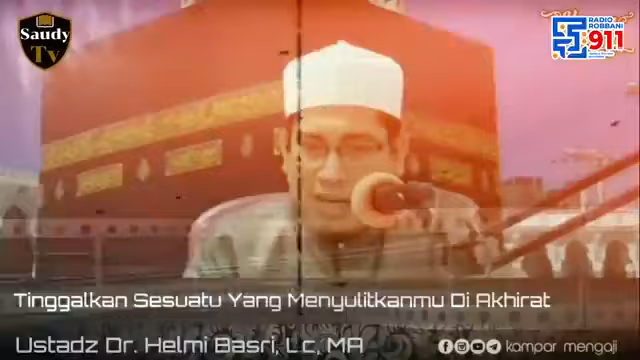 Saudy
Tv
RADIO
ROBBANI
911
Tinggalkan Sesuatu Yang Menyulitkanmu Di Akhirat
Ustadz Dr. Helmi Basri, Lc, MA
kampar mengaji